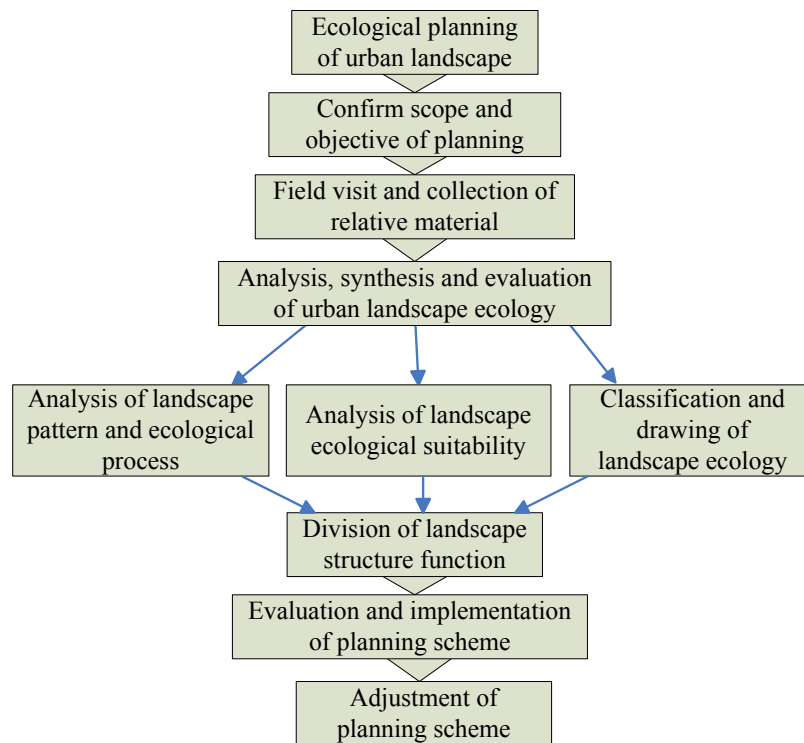 Ecological planning
of urban landscape
Confirm scope and
objective of planning
Field visit and collection of
relative material
Analysis, synthesis and evaluation
of urban landscape ecology
Analysis of landscape
pattern and ecological
process
Analysis of landscape
ecological suitability
Classification and
drawing of
landscape ecology
Division of landscape
structure function
Evaluation and implementation
of planning scheme
Adjustment of
planning scheme